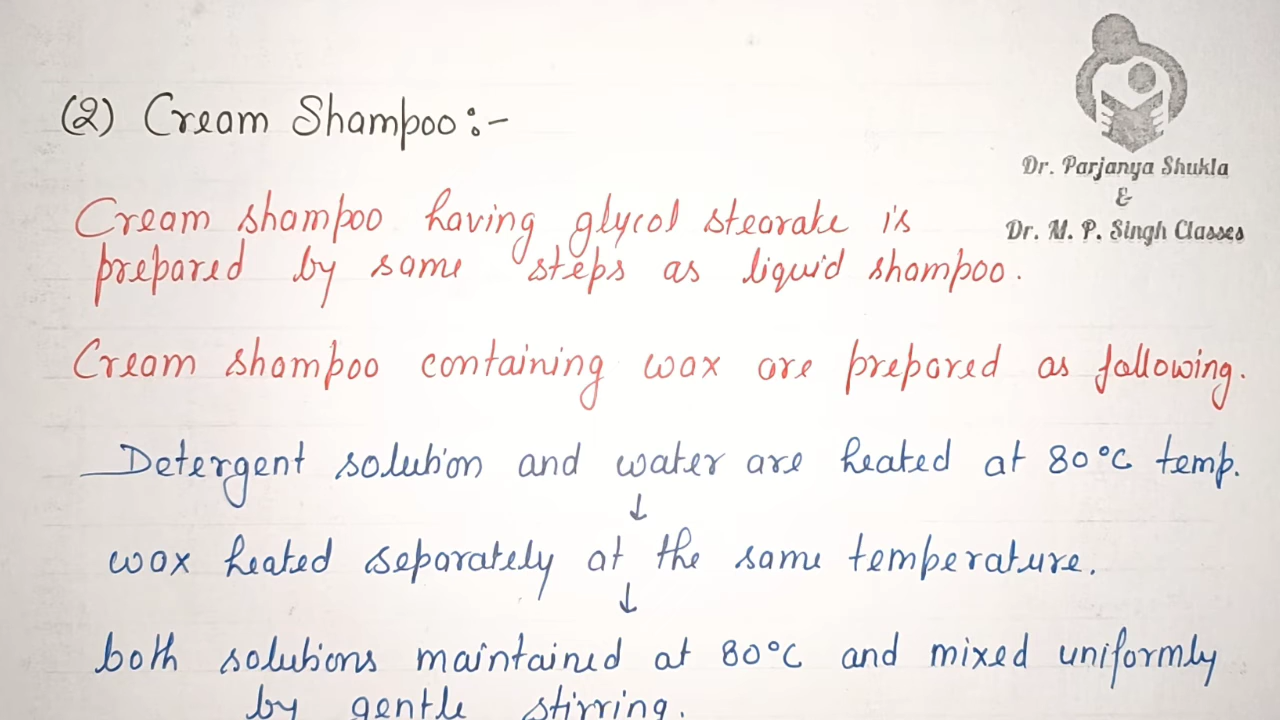 (2) Cream Shampoo:-
Dr. Parjanya Shukla
&
Dr. M. P. Singh Classes
Cream shampoo having glycol stearate is
prepared by same steps as liquid shampoo.
Cream shampoo containing wax are prepared as following.
Detergent solution and water are heated at 80°C temp.
↓
wax heated separately at the same temperature.
↓
both solutions maintained at 80°C and mixed uniformly
by gentle stirring.